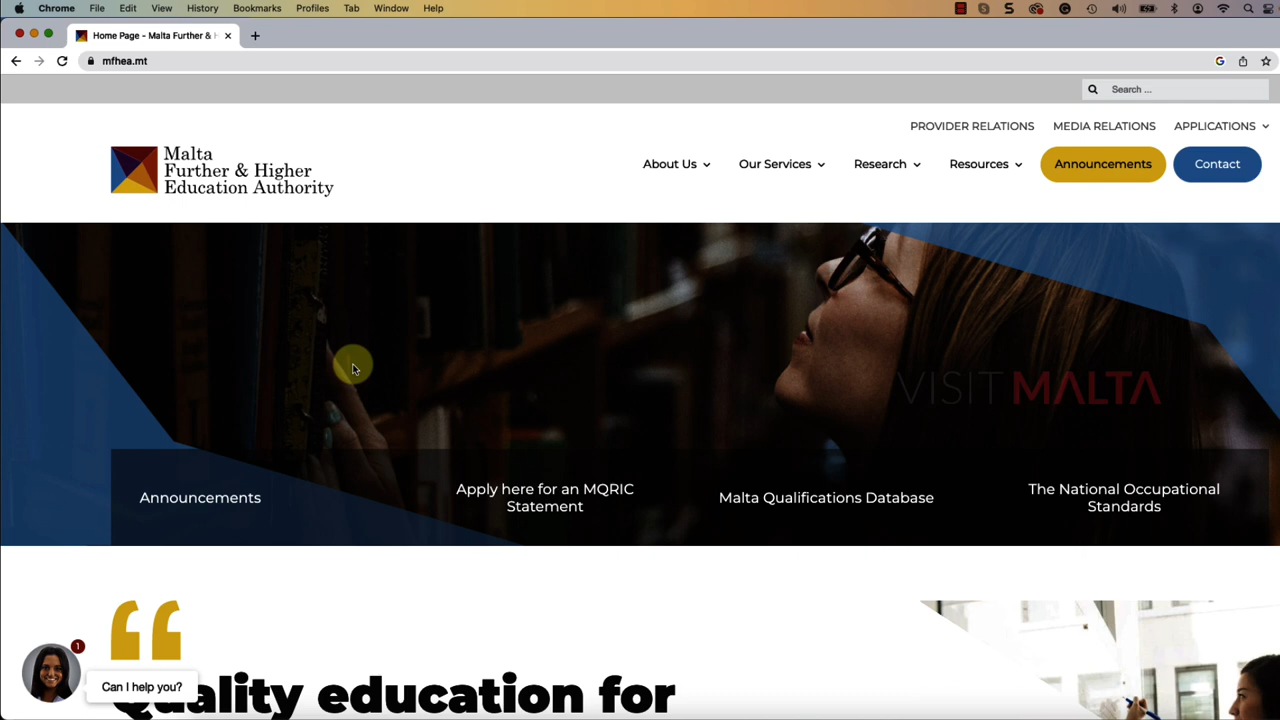 Chrome File Edit View History Bookmarks Profiles Tab Window Help
Home Page - Malta Further & H
mfhea.mt
Search ...
PROVIDER RELATIONS MEDIA RELATIONS APPLICATIONS
Malta
Further & Higher
Education Authority
About Us Our Services Research Resources Announcements Contact
VISIT MALTA
Announcements
Apply here for an MQRIC
Statement
Malta Qualifications Database
The National Occupational
Standards
1
Can I help you?
Quality education for